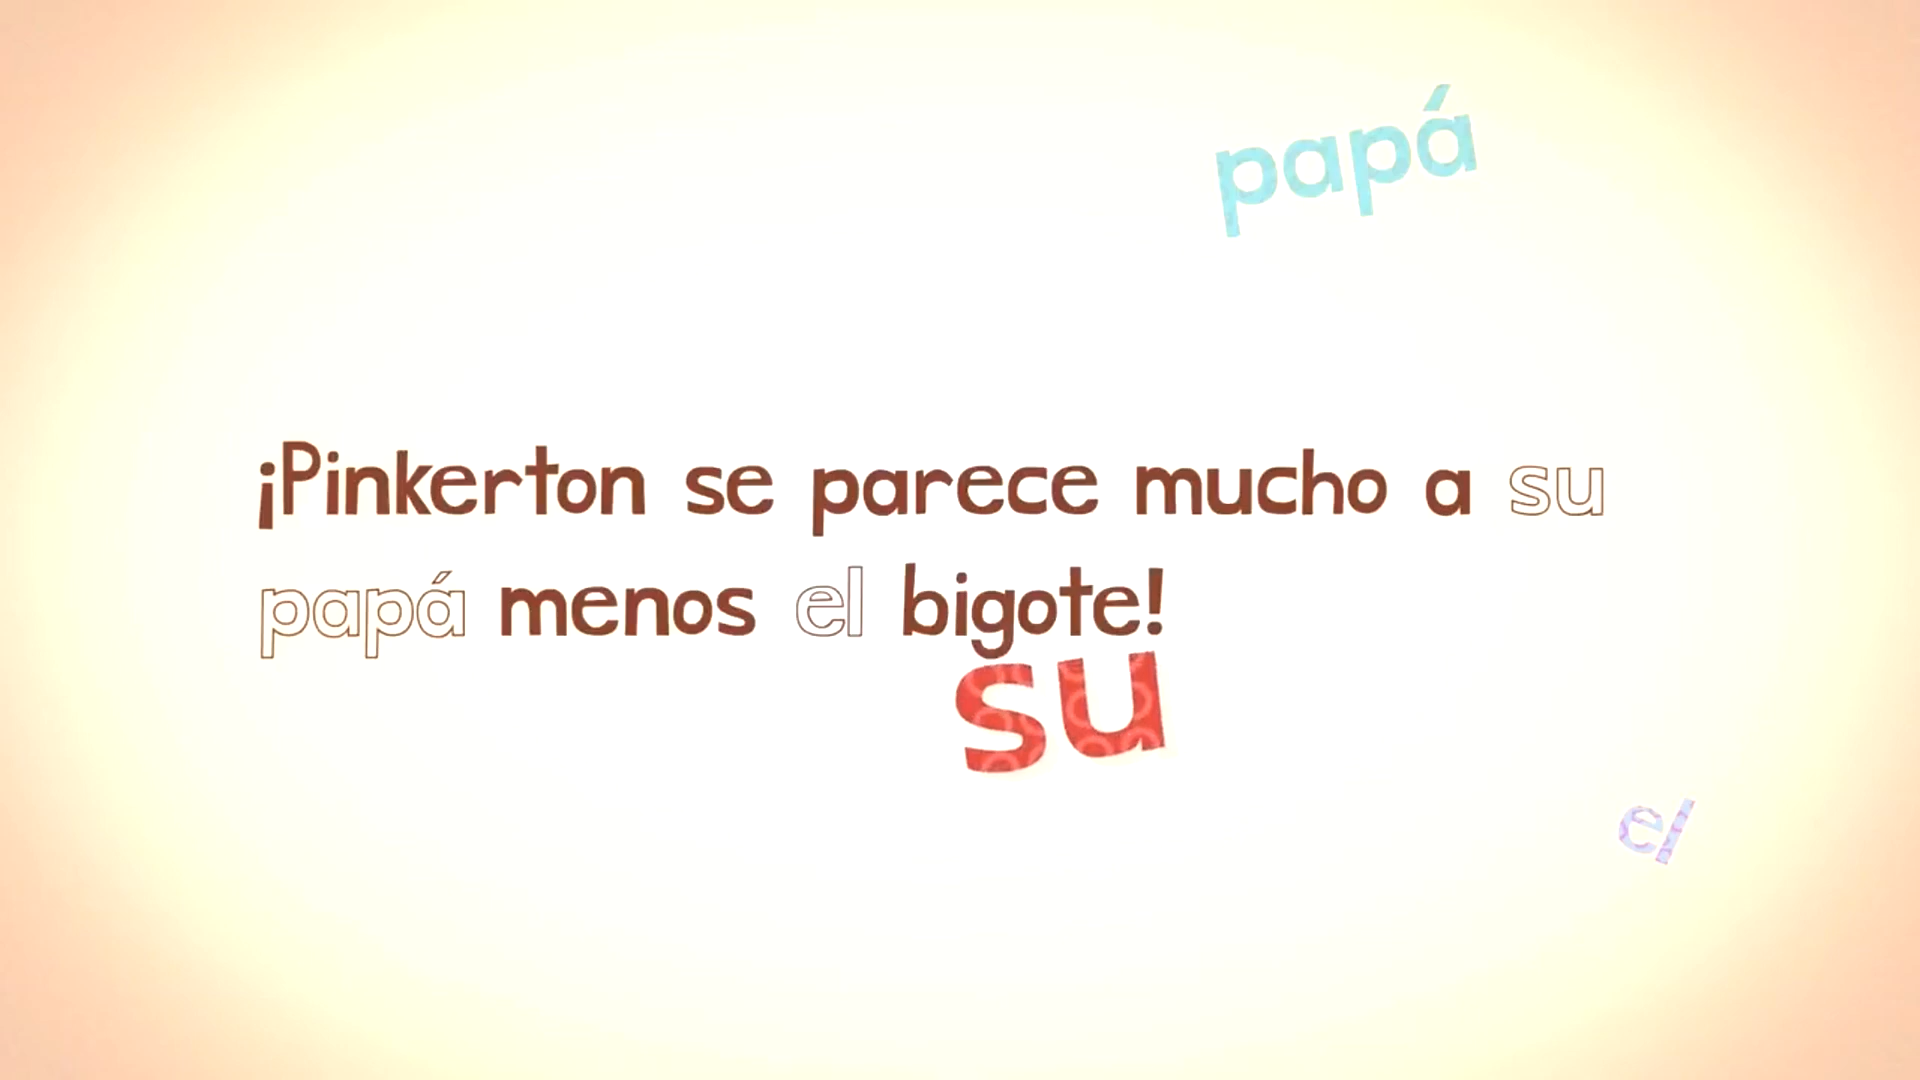 papá
¡Pinkerton se parece mucho a su
papá menos el bigote!
su
el